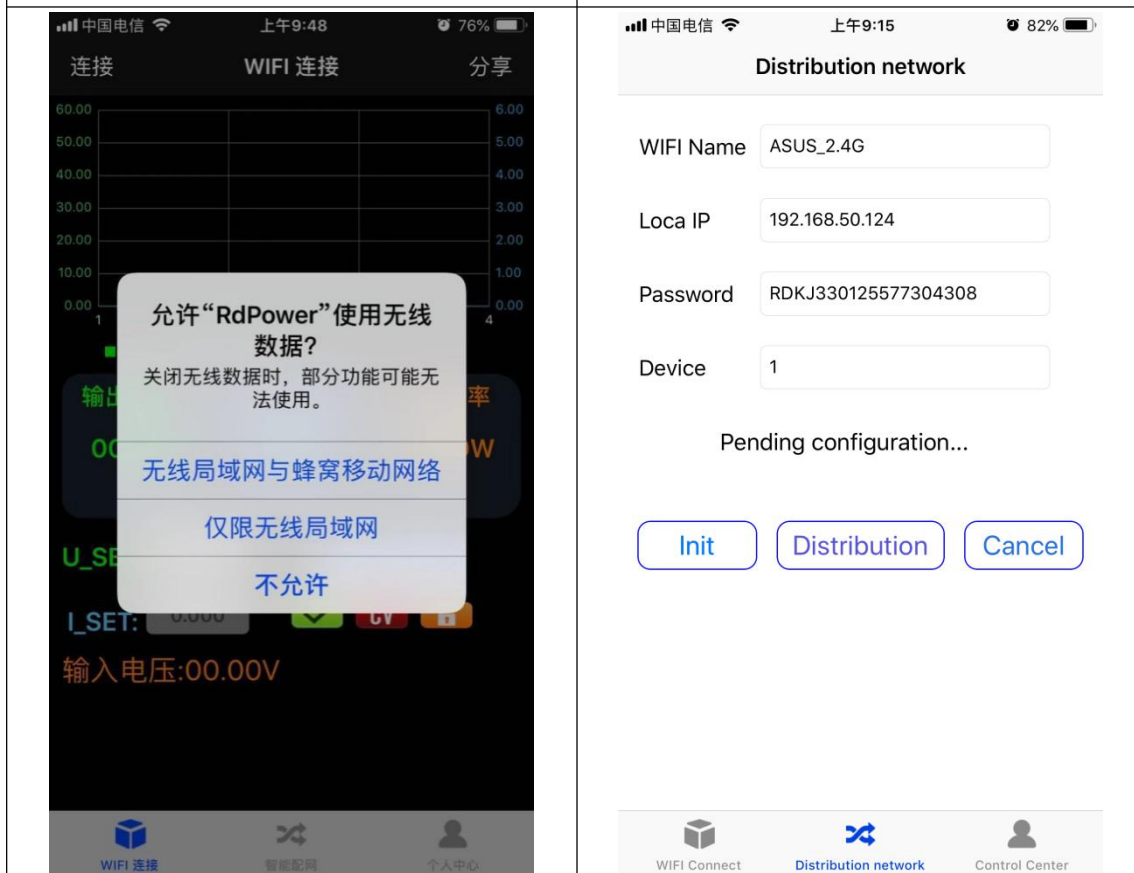 中国电信
上午9:48
76%
连接
WIFI 连接
分享
60.00
6.00
50.00
5.00
40.00
4.00
30.00
3.00
20.00
2.00
10.00
1.00
0.00
0.00
1
4
允许“RdPower”使用无线
数据?
关闭无线数据时，部分功能可能无
法使用。
输出
率
00
W
无线局域网与蜂窝移动网络
仅限无线局域网
不允许
U_SE
I_SET:
0.000
CV
输入电压:00.00V
WIFI 连接
智能配网
个人中心
中国电信
上午9:15
82%
Distribution network
WIFI Name
ASUS_2.4G
Loca IP
192.168.50.124
Password
RDKJ330125577304308
Device
1
Pending configuration...
Init
Distribution
Cancel
WIFI Connect
Distribution network
Control Center